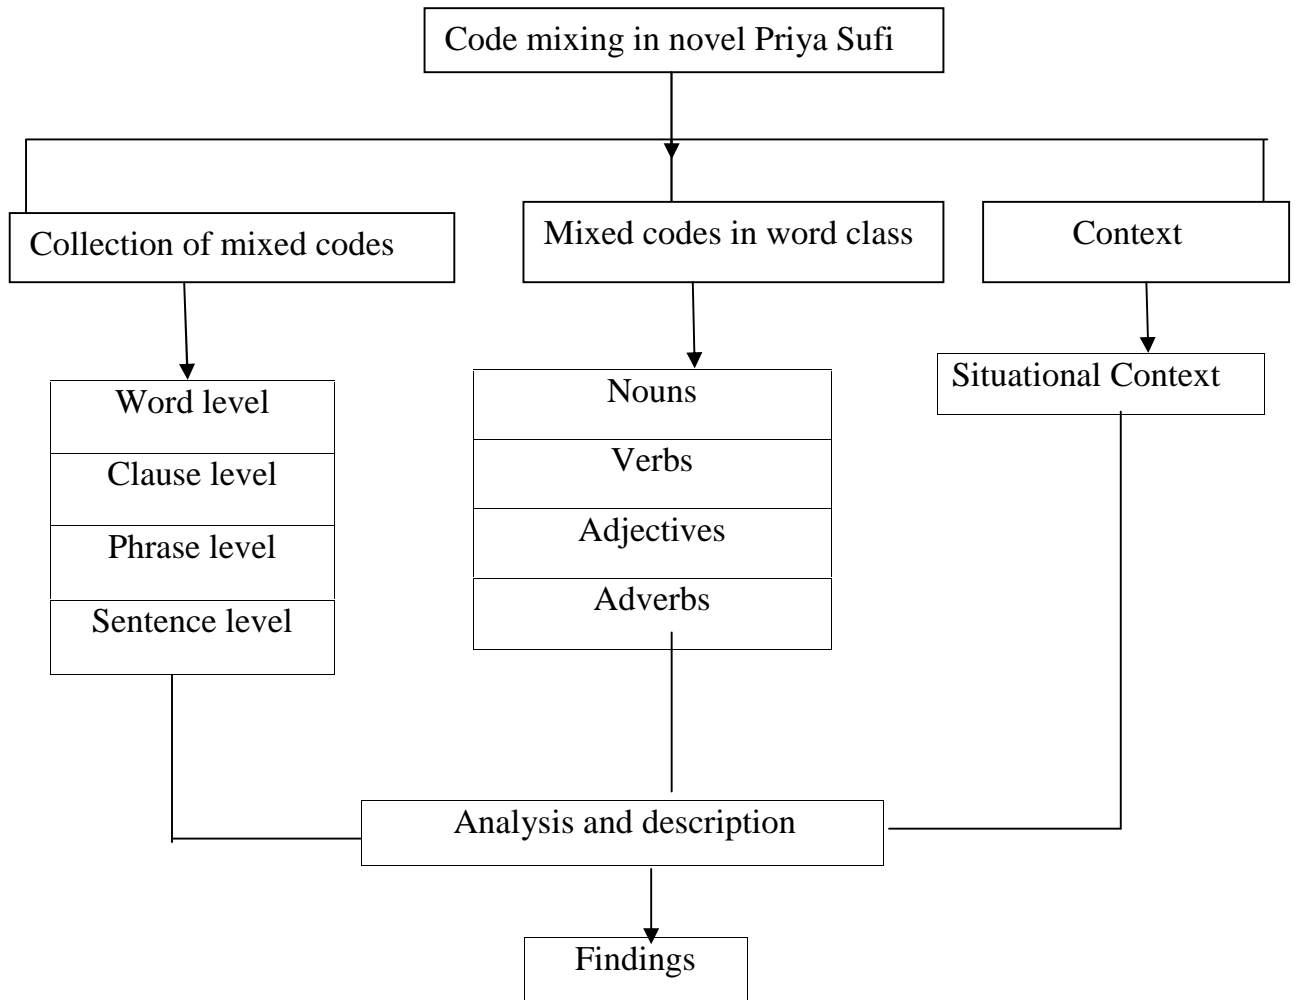 Code mixing in novel Priya Sufi
Collection of mixed codes
Mixed codes in word class
Context
Word level
Clause level
Phrase level
Sentence level
Nouns
Verbs
Adjectives
Adverbs
Situational Context
Analysis and description
Findings